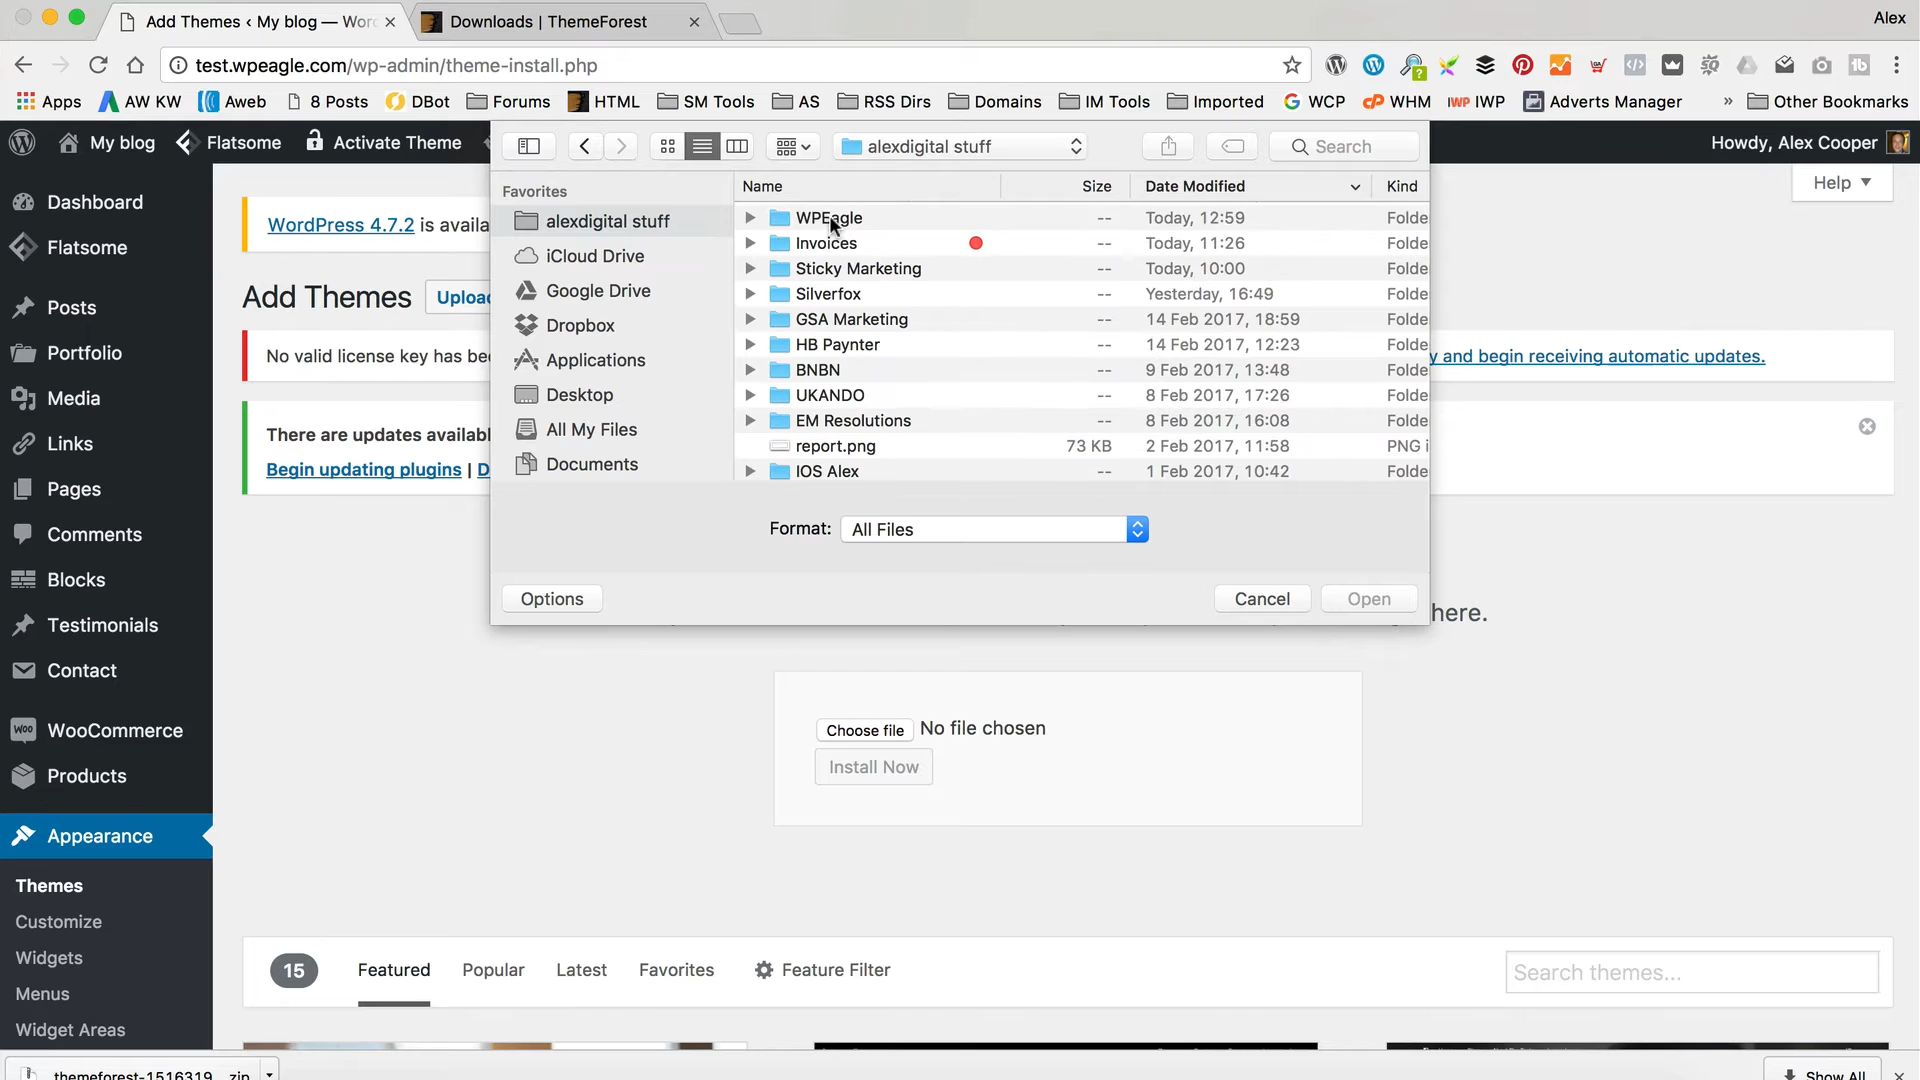 Add Themes ‹ My blog — Wor
Downloads | ThemeForest
Alex
test.wpeagle.com/wp-admin/theme-install.php
Apps
AW KW
Aweb
8 Posts
DBot
Forums
HTML
SM Tools
AS
RSS Dirs
Domains
IM Tools
Imported
WCP
WHM
IWP
Adverts Manager
»
Other Bookmarks
My blog
Flatsome
Activate Theme
Howdy, Alex Cooper
alexdigital stuff
Search
Help
Dashboard
Flatsome
Posts
Portfolio
Media
Links
Pages
Comments
Blocks
Testimonials
Contact
WooCommerce
Products
Appearance
Themes
Customize
Widgets
Menus
Widget Areas
WordPress 4.7.2 is availa
Add Themes
Uploa
No valid license key has be
y and begin receiving automatic updates.
There are updates availabl
Begin updating plugins | D
Favorites
alexdigital stuff
iCloud Drive
Google Drive
Dropbox
Applications
Desktop
All My Files
Documents
Name Size Date Modified Kind
WPEagle -- Today, 12:59 Folde
Invoices -- Today, 11:26 Folde
Sticky Marketing -- Today, 10:00 Folde
Silverfox -- Yesterday, 16:49 Folde
GSA Marketing -- 14 Feb 2017, 18:59 Folde
HB Paynter -- 14 Feb 2017, 12:23 Folde
BNBN -- 9 Feb 2017, 13:48 Folde
UKANDO -- 8 Feb 2017, 17:26 Folde
EM Resolutions -- 8 Feb 2017, 16:08 Folde
report.png 73 KB 2 Feb 2017, 11:58 PNG i
IOS Alex -- 1 Feb 2017, 10:42 Folde
Format: All Files
Options
Cancel
Open
here.
Choose file No file chosen
Install Now
15
Featured
Popular
Latest
Favorites
Feature Filter
Search themes...
themeforest-1516319....zip
Show All